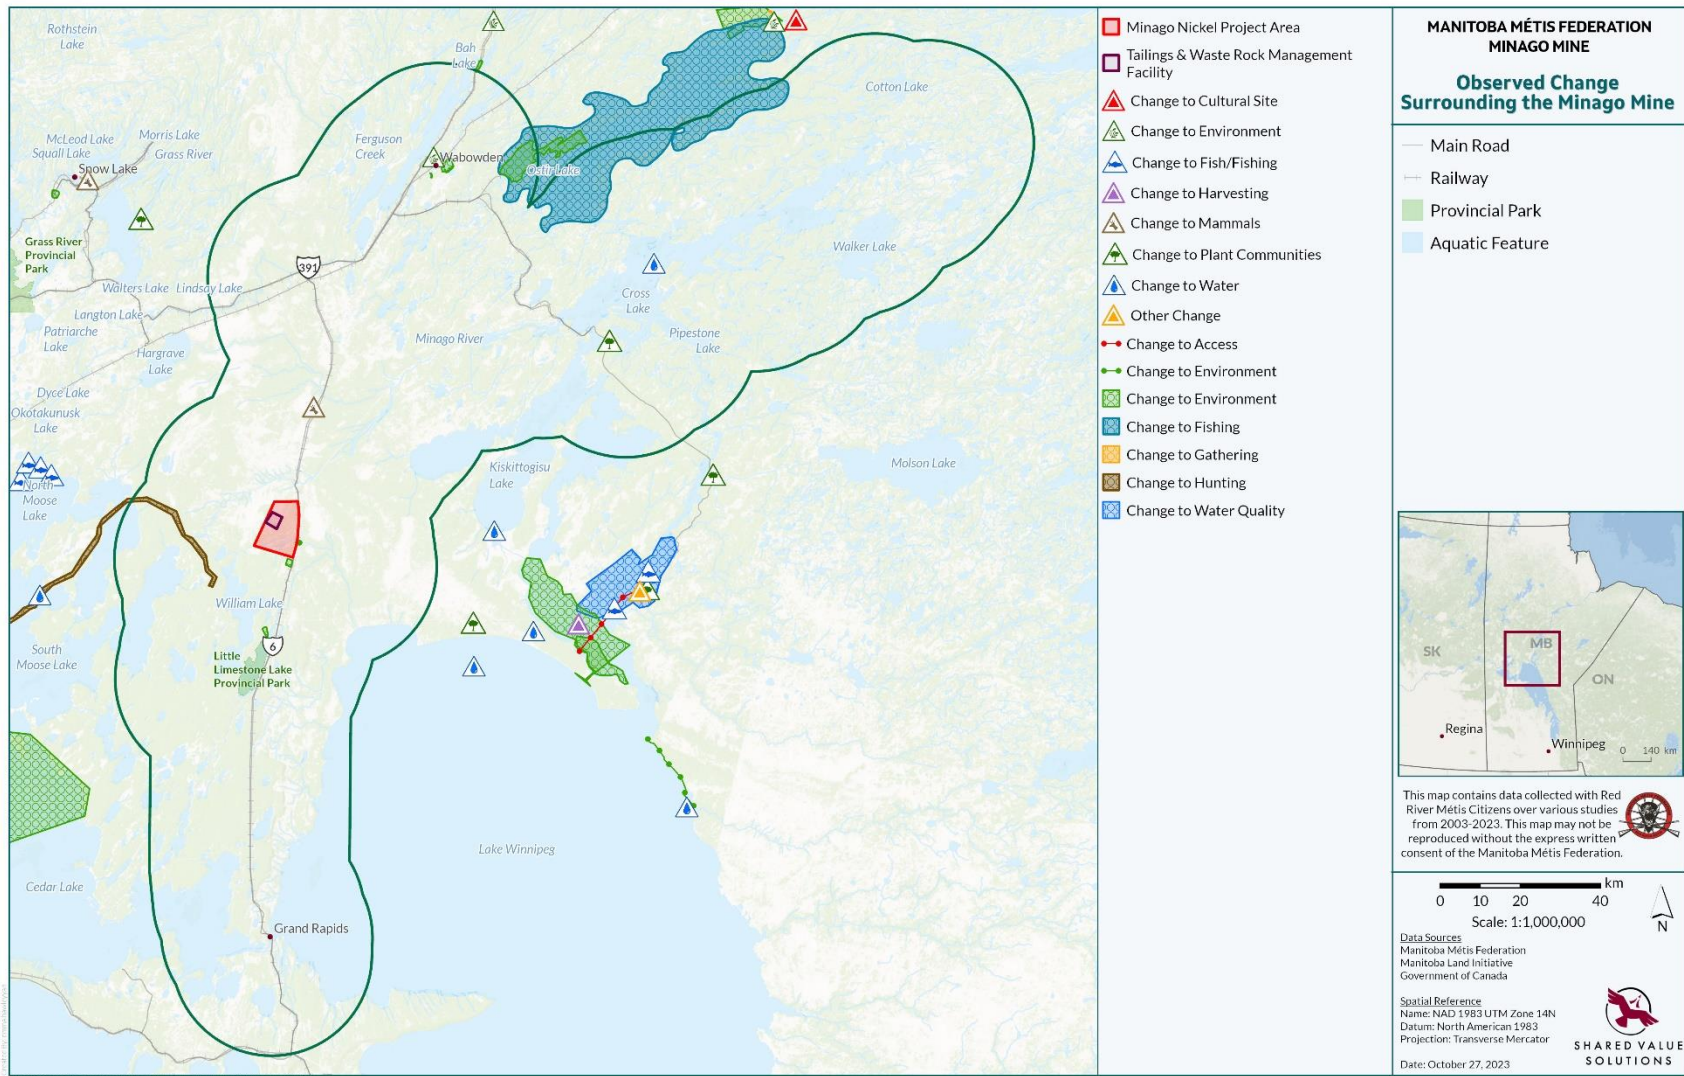 Rothstein
Lake
Bah
Lake
Cotton Lake
McLeod Lake
Squall Lake
Morris Lake
Grass River
Snow Lake
Ferguson
Creek
Wabowden
Ostir Lake
Grass River
Provincial
Park
391
Walker Lake
Walters Lake
Lindsay Lake
Langton Lake
Patriarche
Lake
Hargrave
Lake
Minago River
Cross
Lake
Pipestone
Lake
Dyce Lake
Okotakunusk
Lake
Kiskittogisu
Lake
Molson Lake
North
Moose
Lake
William Lake
6
South
Moose Lake
Little
Limestone Lake
Provincial Park
Lake Winnipeg
Cedar Lake
Grand Rapids
Minago Nickel Project Area
Tailings & Waste Rock Management
Facility
Change to Cultural Site
Change to Environment
Change to Fish/Fishing
Change to Harvesting
Change to Mammals
Change to Plant Communities
Change to Water
Other Change
Change to Access
Change to Environment
Change to Environment
Change to Fishing
Change to Gathering
Change to Hunting
Change to Water Quality
MANITOBA MÉTIS FEDERATION
MINAGO MINE
Observed Change
Surrounding the Minago Mine
Main Road
Railway
Provincial Park
Aquatic Feature
SK
MB
ON
Regina
Winnipeg
0 140 km
This map contains data collected with Red
River Métis Citizens over various studies
from 2003-2023. This map may not be
reproduced without the express written
consent of the Manitoba Métis Federation.
km
0 10 20 40
Scale: 1:1,000,000
N
Data Sources
Manitoba Métis Federation
Manitoba Land Initiative
Government of Canada
Spatial Reference
Name: NAD 1983 UTM Zone 14N
Datum: North American 1983
Projection: Transverse Mercator
Date: October 27, 2023
SHARED VALUE
SOLUTIONS